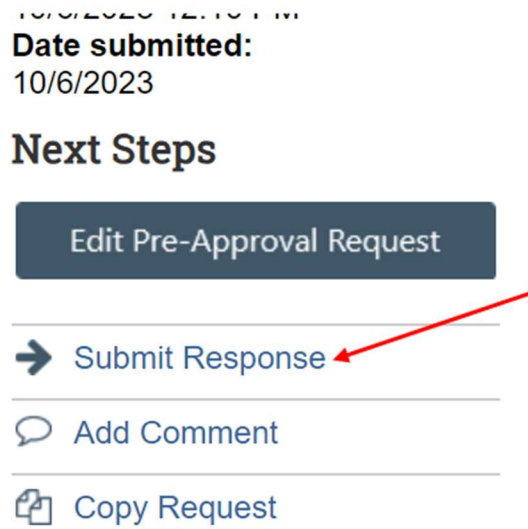 Date submitted:
10/6/2023
Next Steps
Edit Pre-Approval Request
Submit Response
Add Comment
Copy Request